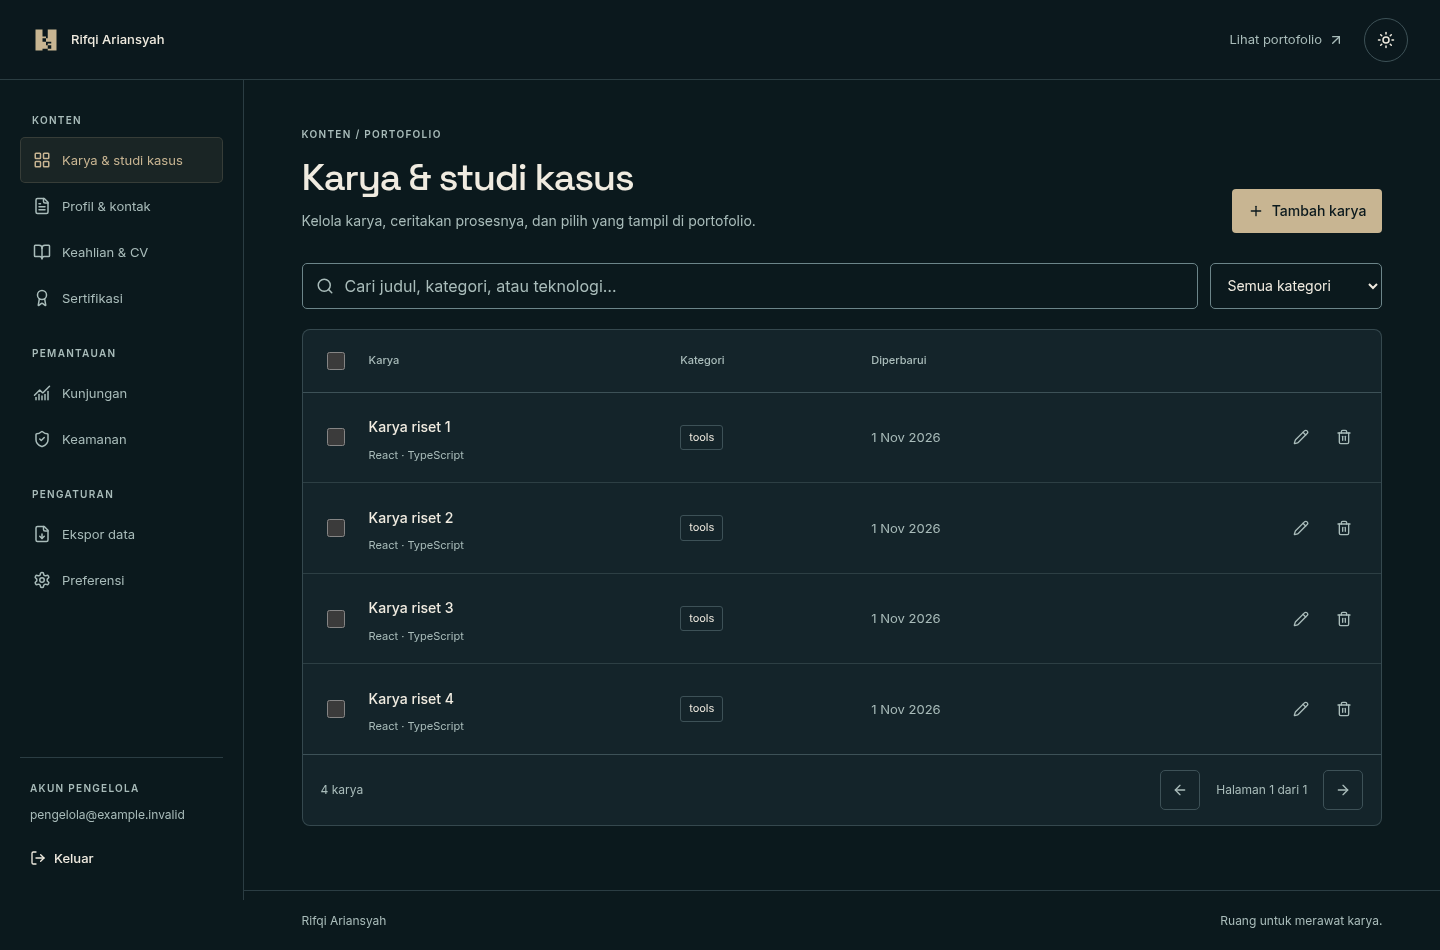 Rifqi Ariansyah
Lihat portofolio
KONTEN
Karya & studi kasus
Profil & kontak
Keahlian & CV
Sertifikasi
PEMANTAUAN
Kunjungan
Keamanan
PENGATURAN
Ekspor data
Preferensi
AKUN PENGELOLA
pengelola@example.invalid
Keluar
KONTEN / PORTOFOLIO
Karya & studi kasus
Kelola karya, ceritakan prosesnya, dan pilih yang tampil di portofolio.
Tambah karya
Cari judul, kategori, atau teknologi...
Semua kategori
Karya Kategori Diperbarui
Karya riset 1
React · TypeScript
tools
1 Nov 2026
Karya riset 2
React · TypeScript
tools
1 Nov 2026
Karya riset 3
React · TypeScript
tools
1 Nov 2026
Karya riset 4
React · TypeScript
tools
1 Nov 2026
4 karya
Halaman 1 dari 1
Rifqi Ariansyah
Ruang untuk merawat karya.